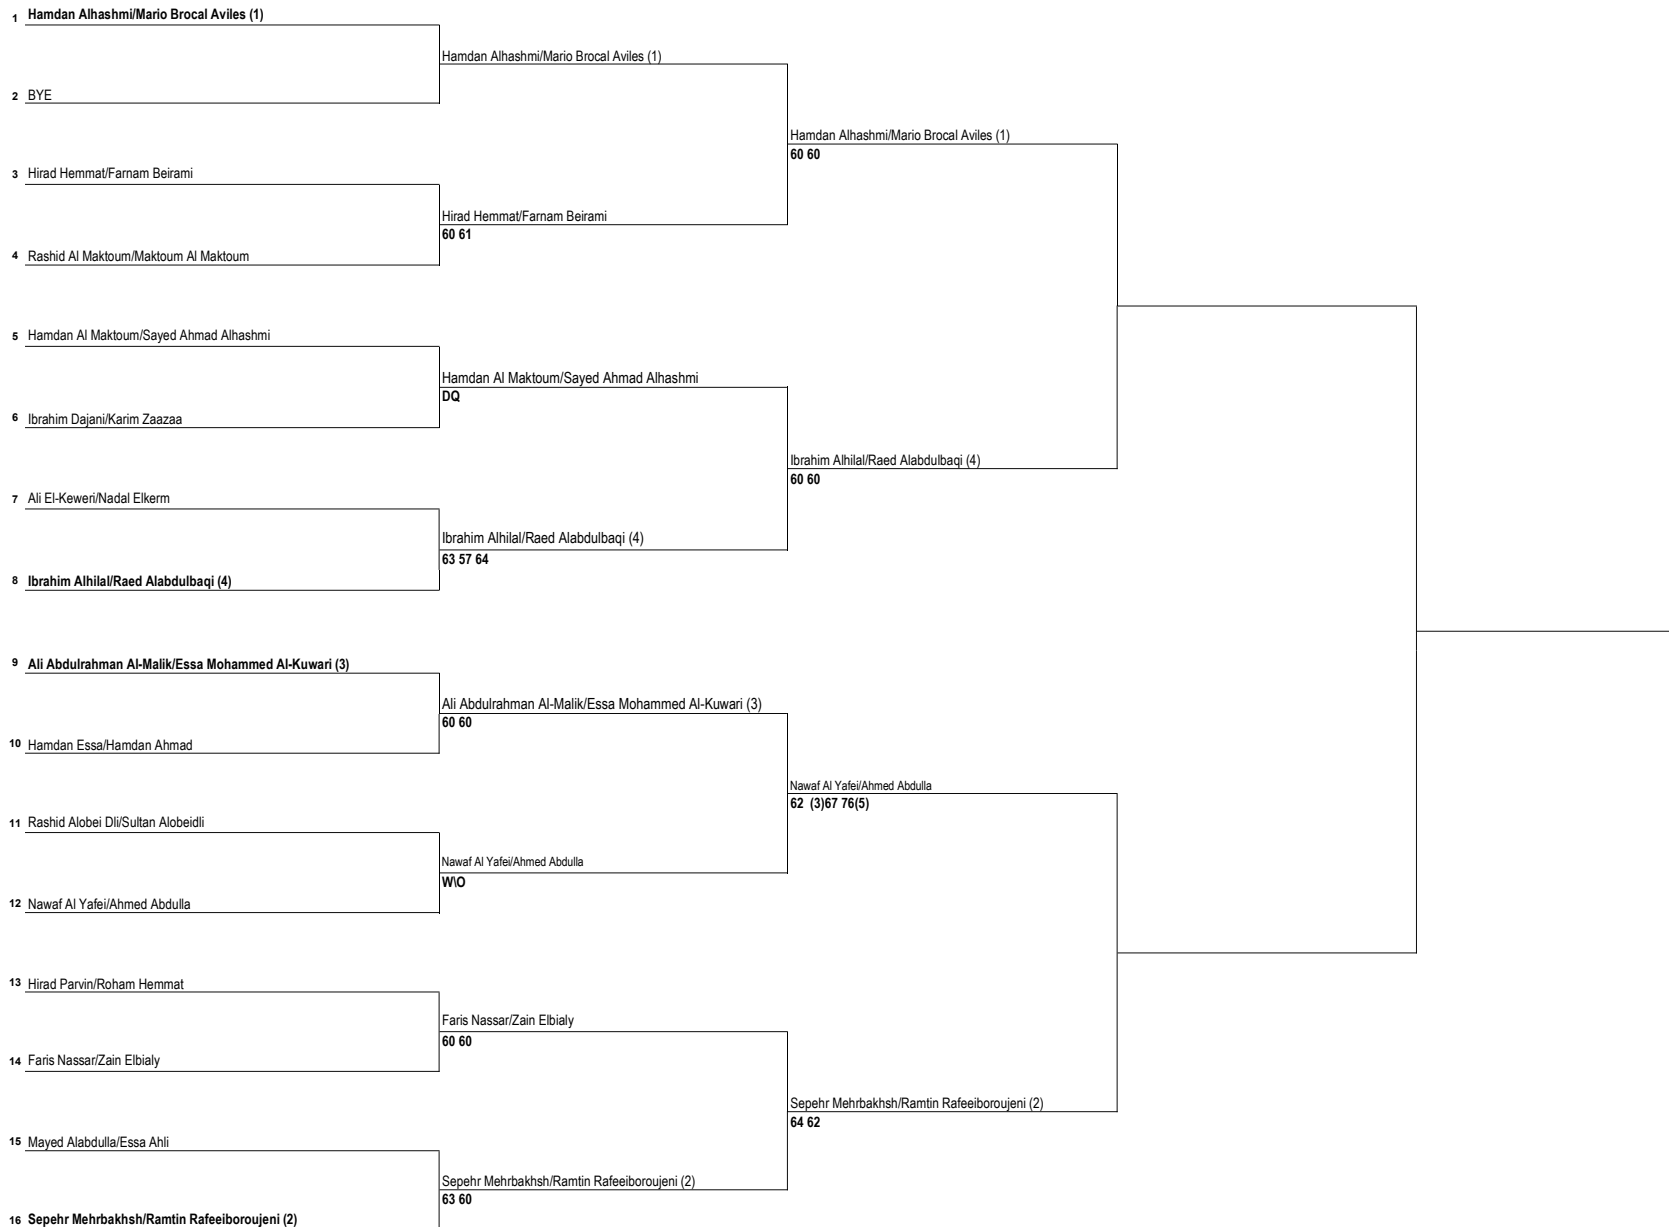 1 Hamdan Alhashmi/Mario Brocal Aviles (1)
Hamdan Alhashmi/Mario Brocal Aviles (1)
2 BYE
Hamdan Alhashmi/Mario Brocal Aviles (1)
60 60
3 Hirad Hemmat/Farnam Beirami
Hirad Hemmat/Farnam Beirami
60 61
4 Rashid Al Maktoum/Maktoum Al Maktoum
5 Hamdan Al Maktoum/Sayed Ahmad Alhashmi
Hamdan Al Maktoum/Sayed Ahmad Alhashmi
DQ
6 Ibrahim Dajani/Karim Zaazaa
Ibrahim Alhilal/Raed Alabdulbaqi (4)
60 60
7 Ali El-Keweri/Nadal Elkerm
Ibrahim Alhilal/Raed Alabdulbaqi (4)
63 57 64
8 Ibrahim Alhilal/Raed Alabdulbaqi (4)
9 Ali Abdulrahman Al-Malik/Essa Mohammed Al-Kuwari (3)
Ali Abdulrahman Al-Malik/Essa Mohammed Al-Kuwari (3)
60 60
10 Hamdan Essa/Hamdan Ahmad
Nawaf Al Yafei/Ahmed Abdulla
62 (3)67 76(5)
11 Rashid Alobei Dli/Sultan Alobeidli
Nawaf Al Yafei/Ahmed Abdulla
W\O
12 Nawaf Al Yafei/Ahmed Abdulla
13 Hirad Parvin/Roham Hemmat
Faris Nassar/Zain Elbialy
60 60
14 Faris Nassar/Zain Elbialy
Sepehr Mehrbakhsh/Ramtin Rafeeiboroujeni (2)
64 62
15 Mayed Alabdulla/Essa Ahli
Sepehr Mehrbakhsh/Ramtin Rafeeiboroujeni (2)
63 60
16 Sepehr Mehrbakhsh/Ramtin Rafeeiboroujeni (2)